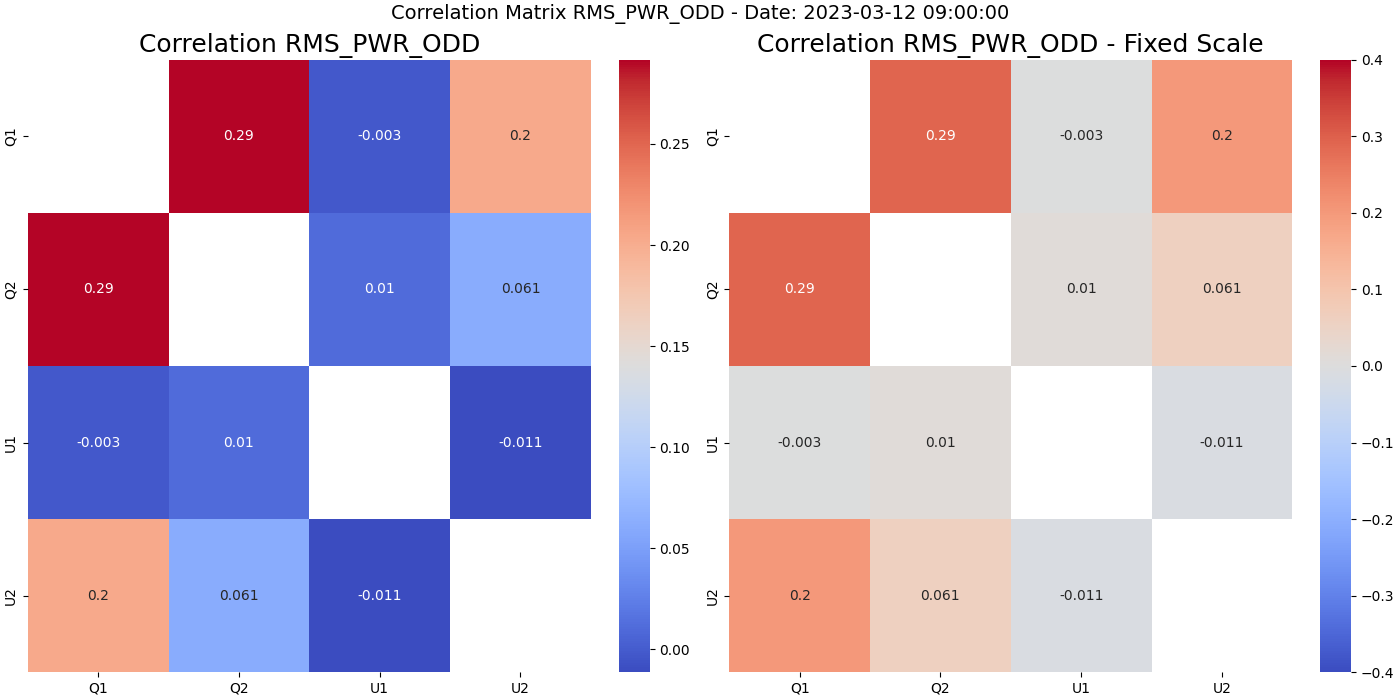 Correlation Matrix RMS_PWR_ODD - Date: 2023-03-12 09:00:00
Correlation RMS_PWR_ODD
Q1
0.29
-0.003
0.2
Q2
0.29
0.01
0.061
U1
-0.003
0.01
-0.011
U2
0.2
0.061
-0.011
Q1
Q2
U1
U2
0.25
0.20
0.15
0.10
0.05
0.00
Correlation RMS_PWR_ODD - Fixed Scale
Q1
0.29
-0.003
0.2
Q2
0.29
0.01
0.061
U1
-0.003
0.01
-0.011
U2
0.2
0.061
-0.011
Q1
Q2
U1
U2
0.4
0.3
0.2
0.1
0.0
−0.1
−0.2
−0.3
−0.4